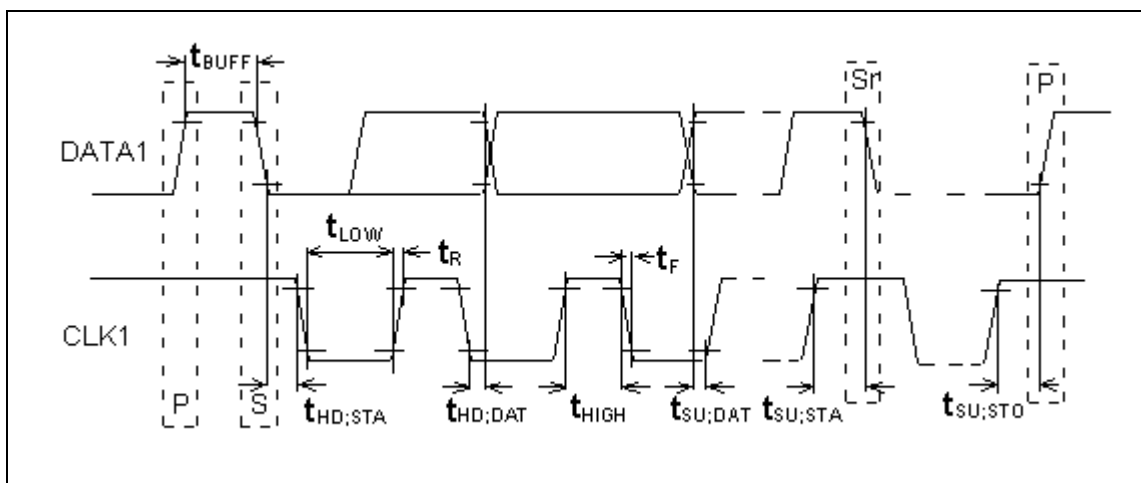 tBUFF
Sr
P
DATA1
tLOW
tR
tF
CLK1
P
S
tHD;STA
tHD;DAT
tHIGH
tSU;DAT
tSU;STA
tSU;STO